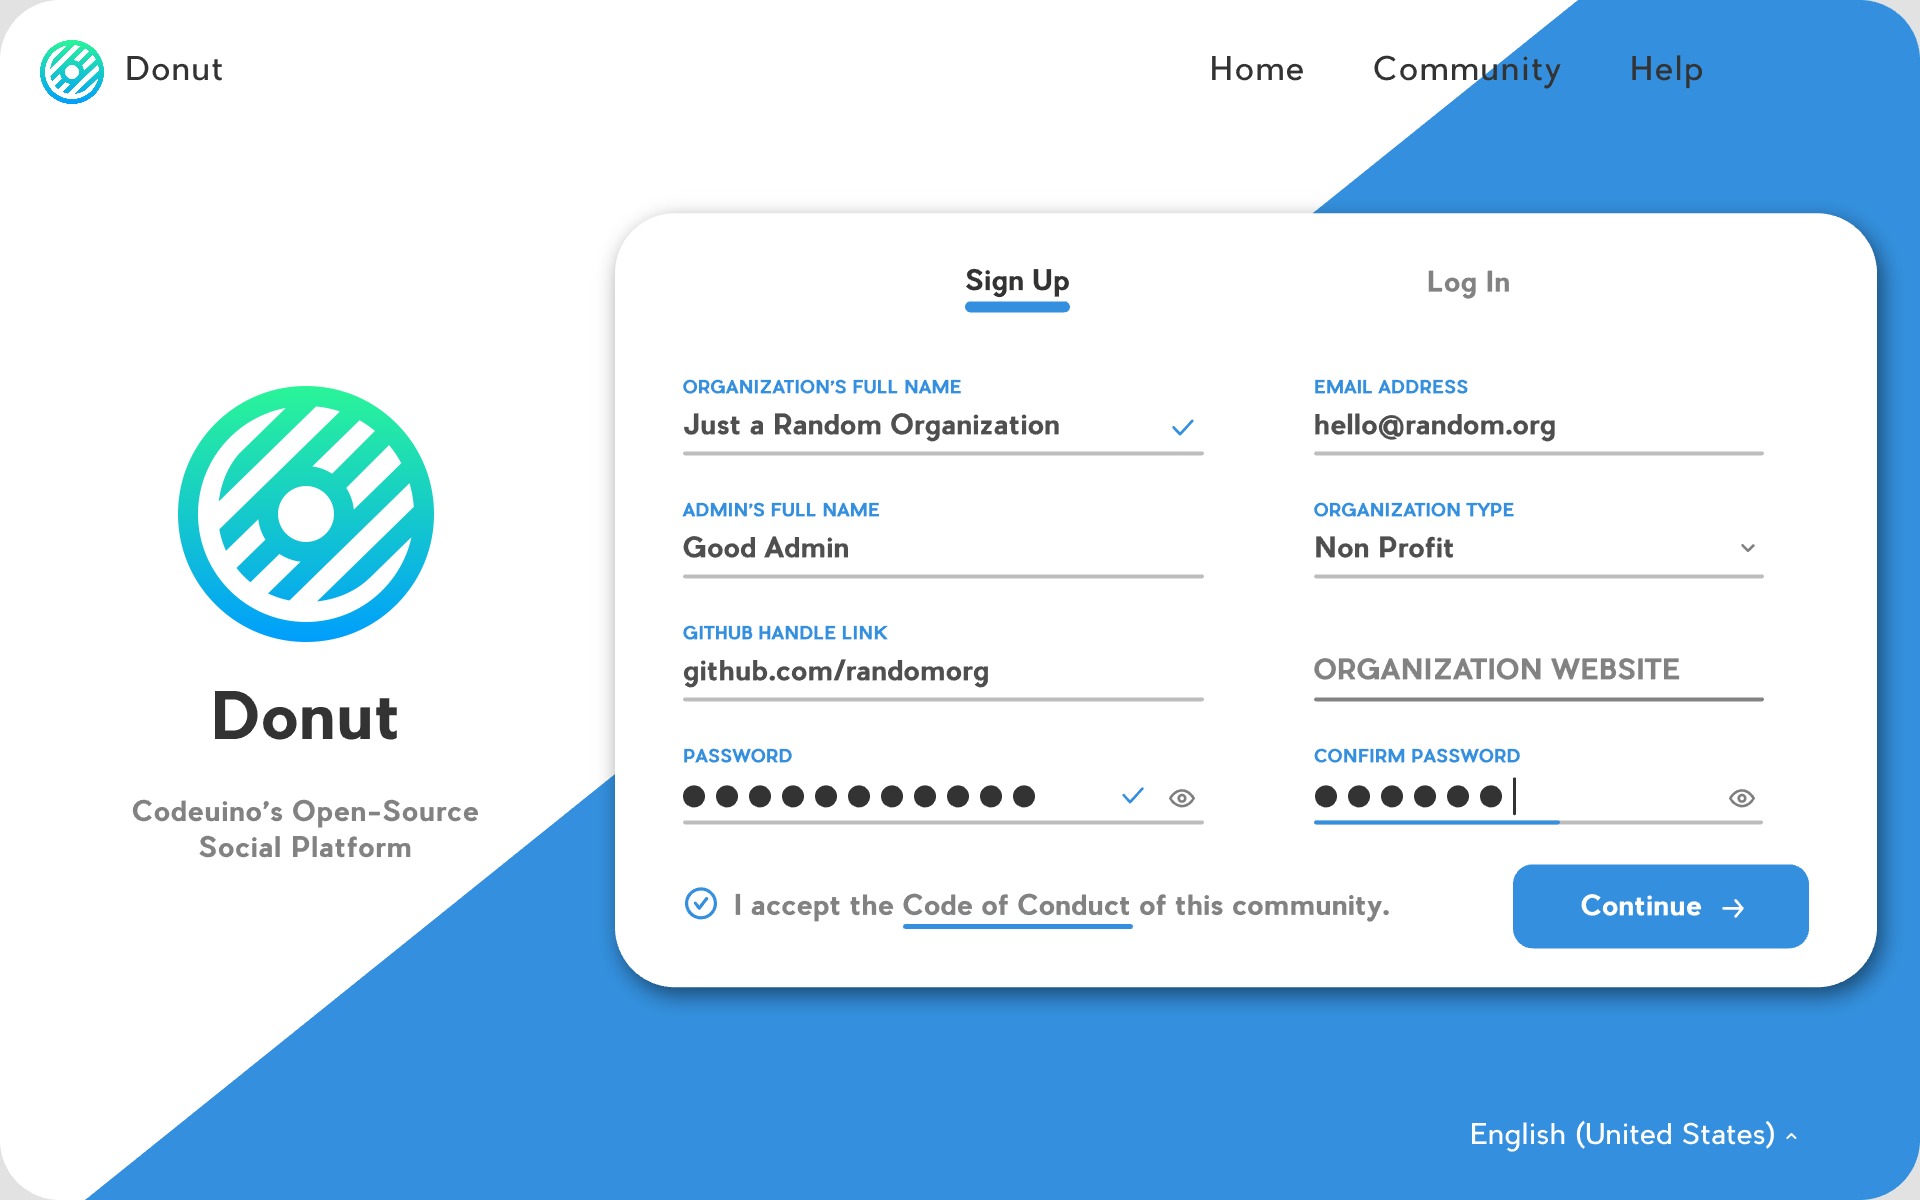 Donut
Home
Community
Help
Sign Up
Log In
ORGANIZATION'S FULL NAME
Just a Random Organization
EMAIL ADDRESS
hello@random.org
ADMIN'S FULL NAME
Good Admin
ORGANIZATION TYPE
Non Profit
GITHUB HANDLE LINK
github.com/randomorg
ORGANIZATION WEBSITE
PASSWORD
CONFIRM PASSWORD
I accept the Code of Conduct of this community.
Continue →
Donut
Codeuino's Open-Source
Social Platform
English (United States)